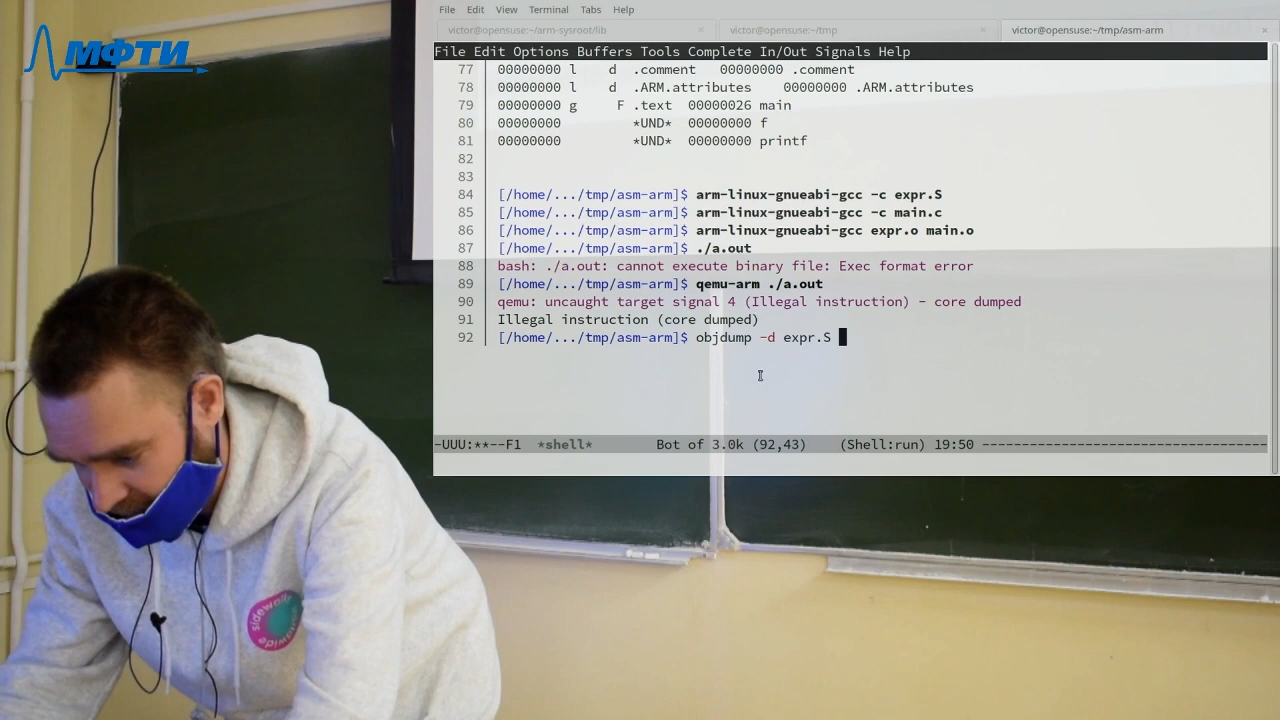 МФТИ
File Edit View Terminal Tabs Help
victor@opensuse:~/arm-sysroot/lib × victor@opensuse:~/tmp × victor@opensuse:~/tmp/asm-arm ×
File Edit Options Buffers Tools Complete In/Out Signals Help
77 00000000 l    d  .comment   00000000 .comment
78 00000000 l    d  .ARM.attributes    00000000 .ARM.attributes
79 00000000 g     F .text  00000026 main
80 00000000         *UND*  00000000 f
81 00000000         *UND*  00000000 printf
82
83
84 [/home/.../tmp/asm-arm]$ arm-linux-gnueabi-gcc -c expr.S
85 [/home/.../tmp/asm-arm]$ arm-linux-gnueabi-gcc -c main.c
86 [/home/.../tmp/asm-arm]$ arm-linux-gnueabi-gcc expr.o main.o
87 [/home/.../tmp/asm-arm]$ ./a.out
88 bash: ./a.out: cannot execute binary file: Exec format error
89 [/home/.../tmp/asm-arm]$ qemu-arm ./a.out
90 qemu: uncaught target signal 4 (Illegal instruction) - core dumped
91 Illegal instruction (core dumped)
92 [/home/.../tmp/asm-arm]$ objdump -d expr.S
-UUU:**--F1  *shell*       Bot of 3.0k (92,43)    (Shell:run) 19:50 ------------------------------------
sidewalk
worldwide